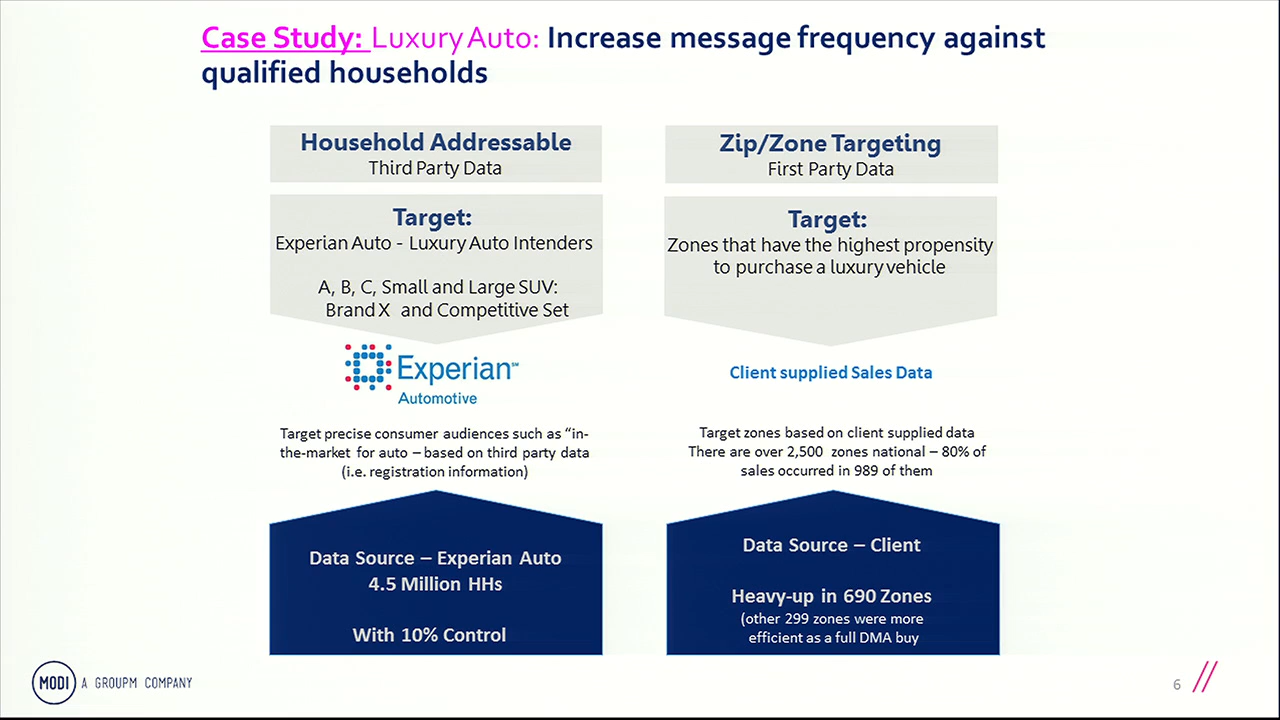 Case Study: Luxury Auto: Increase message frequency against
qualified households
Household Addressable
Third Party Data
Target:
Experian Auto - Luxury Auto Intenders
A, B, C, Small and Large SUV:
Brand X and Competitive Set
Experian℠
Automotive
Target precise consumer audiences such as “in-
the-market for auto – based on third party data
(i.e. registration information)
Data Source – Experian Auto
4.5 Million HHs
With 10% Control
Zip/Zone Targeting
First Party Data
Target:
Zones that have the highest propensity
to purchase a luxury vehicle
Client supplied Sales Data
Target zones based on client supplied data
There are over 2,500 zones national – 80% of
sales occurred in 989 of them
Data Source – Client
Heavy-up in 690 Zones
(other 299 zones were more
efficient as a full DMA buy
MODI A GROUPM COMPANY
6